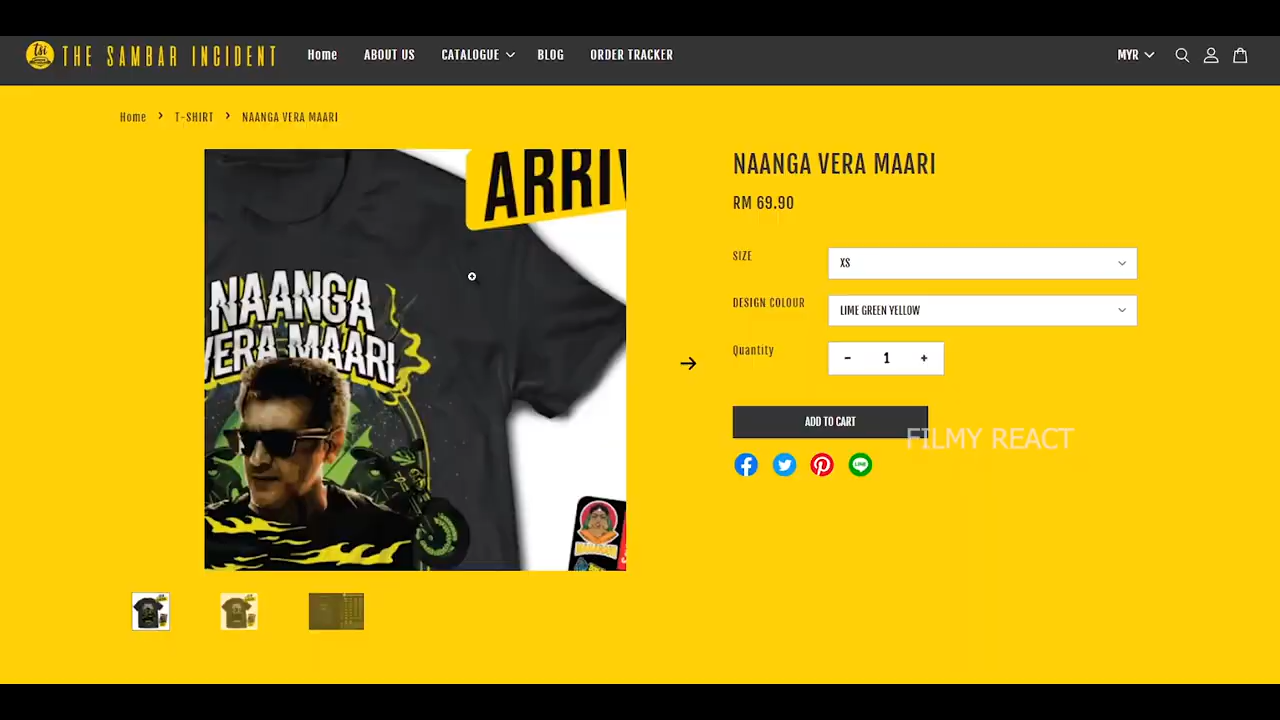 tsi
THE SAMBAR INCIDENT
Home
ABOUT US
CATALOGUE
BLOG
ORDER TRACKER
MYR
Home > T-SHIRT > NAANGA VERA MAARI
NAANGA
VERA MAARI
NAANGA VERA MAARI
RM 69.90
SIZE
XS
DESIGN COLOUR
LIME GREEN YELLOW
Quantity
- 1 +
ADD TO CART
FILMY REACT
LINE